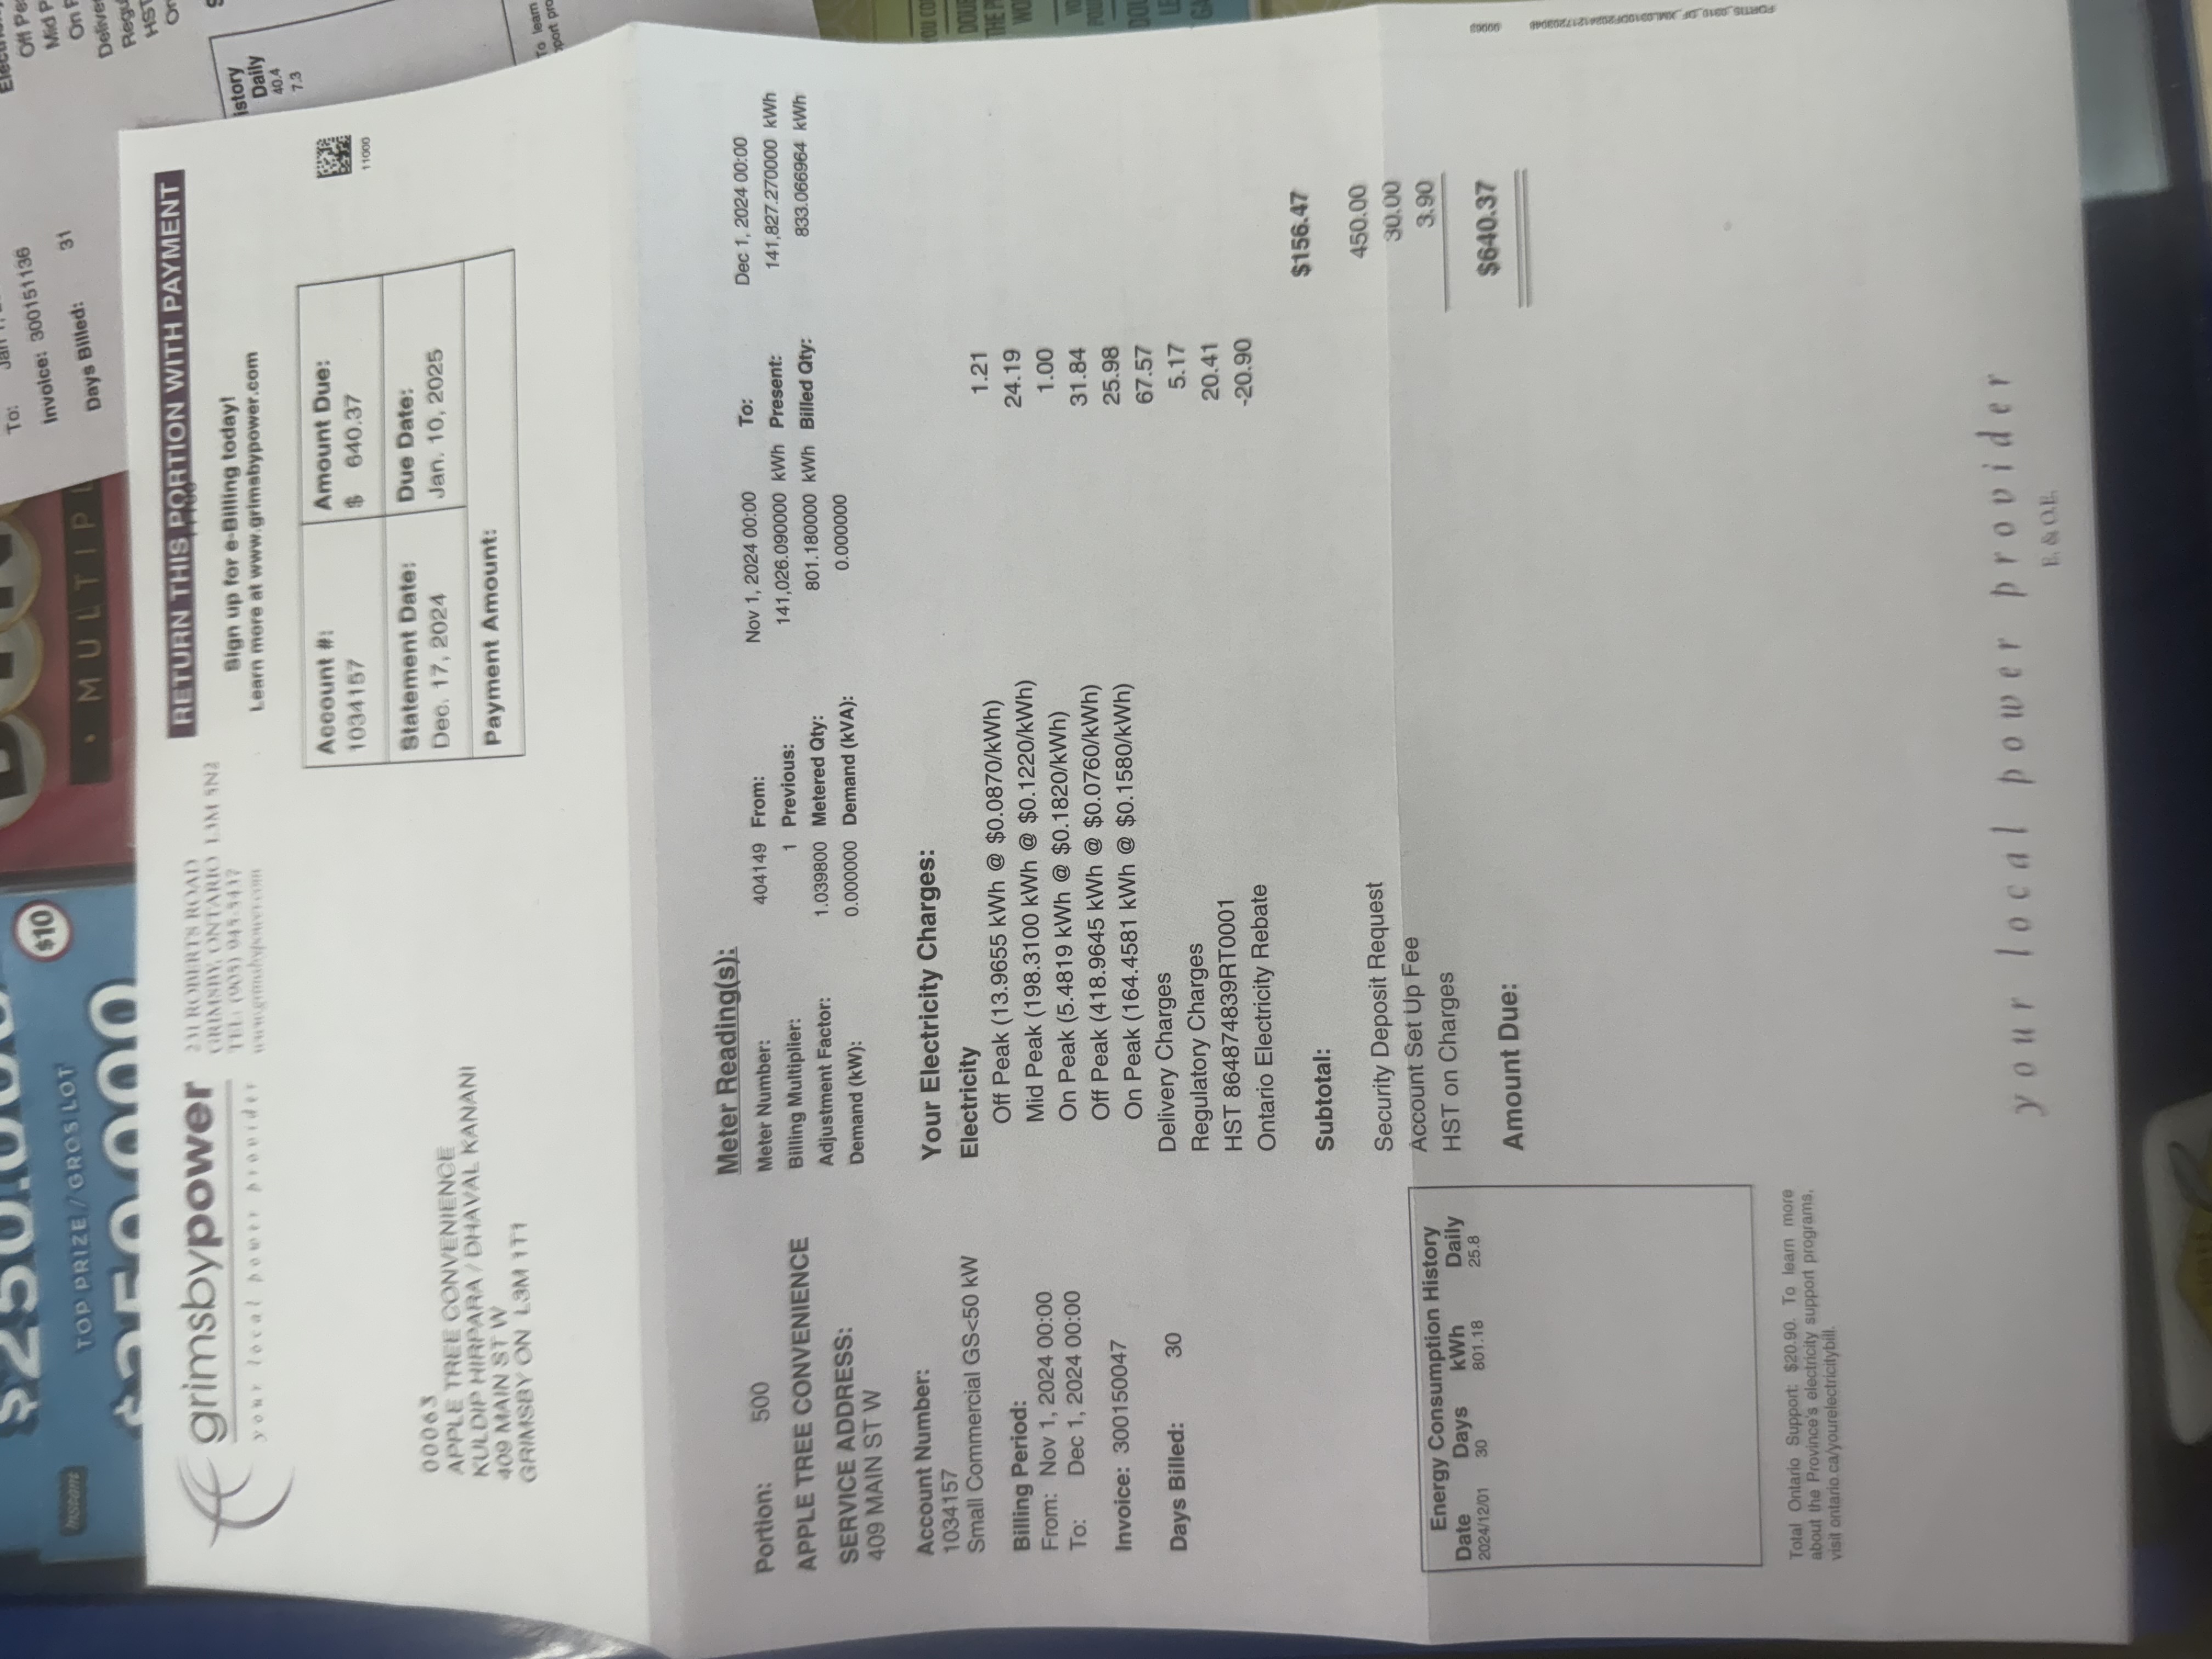 $250,000
$10
Instant
TOP PRIZE / GROS LOT
$250,000
• MULTIPL
To: Jan 1,
Invoice: 300151136
Days Billed: 31
Off Pe
Mid P
On P
Delive
Regu
HST
On
istory
Daily
40.4
7.3
To learn
port pro
grimsbypower
your local power provider
231 ROBERTS ROAD
GRIMSBY, ONTARIO L3M 5N2
TEL: (905) 945-5437
www.grimsbypower.com
RETURN THIS PORTION WITH PAYMENT
Sign up for e-Billing today!
Learn more at www.grimsbypower.com
Account #:
1034157
Amount Due:
$ 640.37
Statement Date:
Dec. 17, 2024
Due Date:
Jan. 10, 2025
Payment Amount:
11000
00063
APPLE TREE CONVENIENCE
KULDIP HIRPARA / DHAVAL KANANI
409 MAIN ST W
GRIMSBY ON L3M 1T1
Portion: 500
APPLE TREE CONVENIENCE
SERVICE ADDRESS:
409 MAIN ST W
Account Number:
1034157
Small Commercial GS<50 kW
Billing Period:
From: Nov 1, 2024 00:00
To: Dec 1, 2024 00:00
Invoice: 300150047
Days Billed: 30
Meter Reading(s):
Meter Number: 404149 From: Nov 1, 2024 00:00 To: Dec 1, 2024 00:00
Billing Multiplier: 1 Previous: 141,026.090000 kWh Present: 141,827.270000 kWh
Adjustment Factor: 1.039800 Metered Qty: 801.180000 kWh Billed Qty: 833.066964 kWh
Demand (kW): 0.000000 Demand (kVA): 0.000000
Your Electricity Charges:
Electricity
Off Peak (13.9655 kWh @ $0.0870/kWh) 1.21
Mid Peak (198.3100 kWh @ $0.1220/kWh) 24.19
On Peak (5.4819 kWh @ $0.1820/kWh) 1.00
Off Peak (418.9645 kWh @ $0.0760/kWh) 31.84
On Peak (164.4581 kWh @ $0.1580/kWh) 25.98
Delivery Charges 67.57
Regulatory Charges 5.17
HST 864874839RT0001 20.41
Ontario Electricity Rebate -20.90
Subtotal: $156.47
Security Deposit Request 450.00
Account Set Up Fee 30.00
HST on Charges 3.90
Amount Due: $640.37
Energy Consumption History
Date Days kWh Daily
2024/12/01 30 801.18 25.8
Total Ontario Support: $20.90. To learn more
about the Province's electricity support programs,
visit ontario.ca/yourelectricitybill.
00063
your local power provider
E. & O.E.